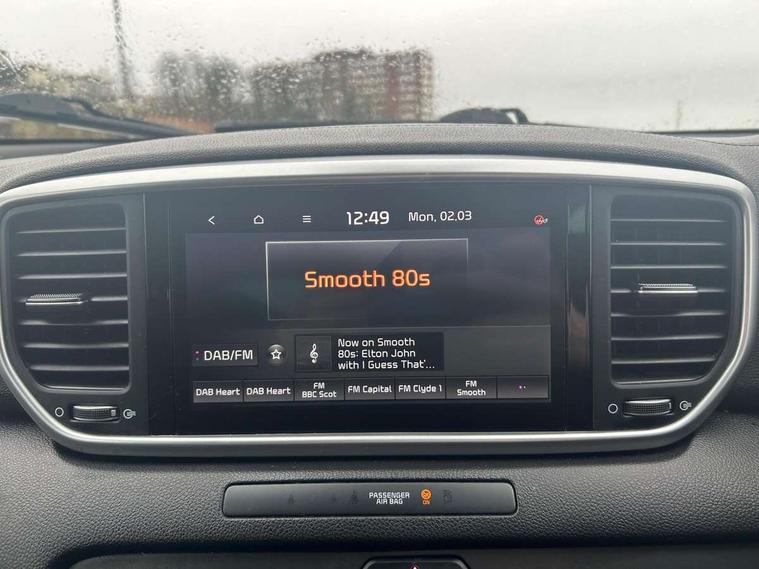 12:49 Mon, 02.03
Smooth 80s
DAB/FM
Now on Smooth
80s: Elton John
with I Guess That'...
DAB Heart
DAB Heart
FM
BBC Scot
FM Capital
FM Clyde 1
FM
Smooth
PASSENGER
AIR BAG
ON